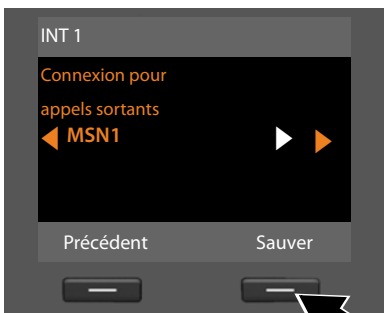 INT 1
Connexion pour
appels sortants
MSN1
Précédent Sauver